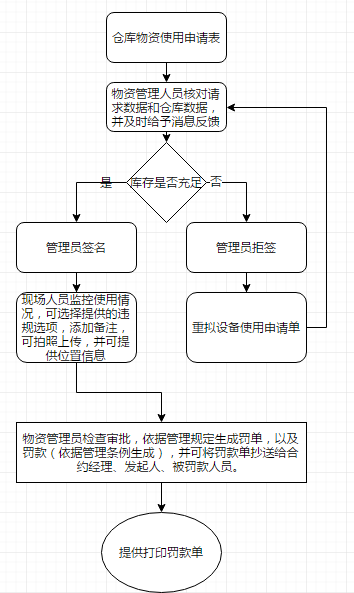 仓库物资使用申请表
物资管理人员核对请
求数据和仓库数据，
并及时给予消息反馈
是
库存是否充足
否
管理员签名
管理员拒签
现场人员监控使用情
况，可选择提供的违
规选项，添加备注，
可拍照上传，并可提
供位置信息
重拟设备使用申请单
物资管理员检查审批，依据管理规定生成罚单，以及
罚款（依据管理条例生成），并可将罚款单抄送给合
约经理、发起人、被罚款人员。
提供打印罚款单